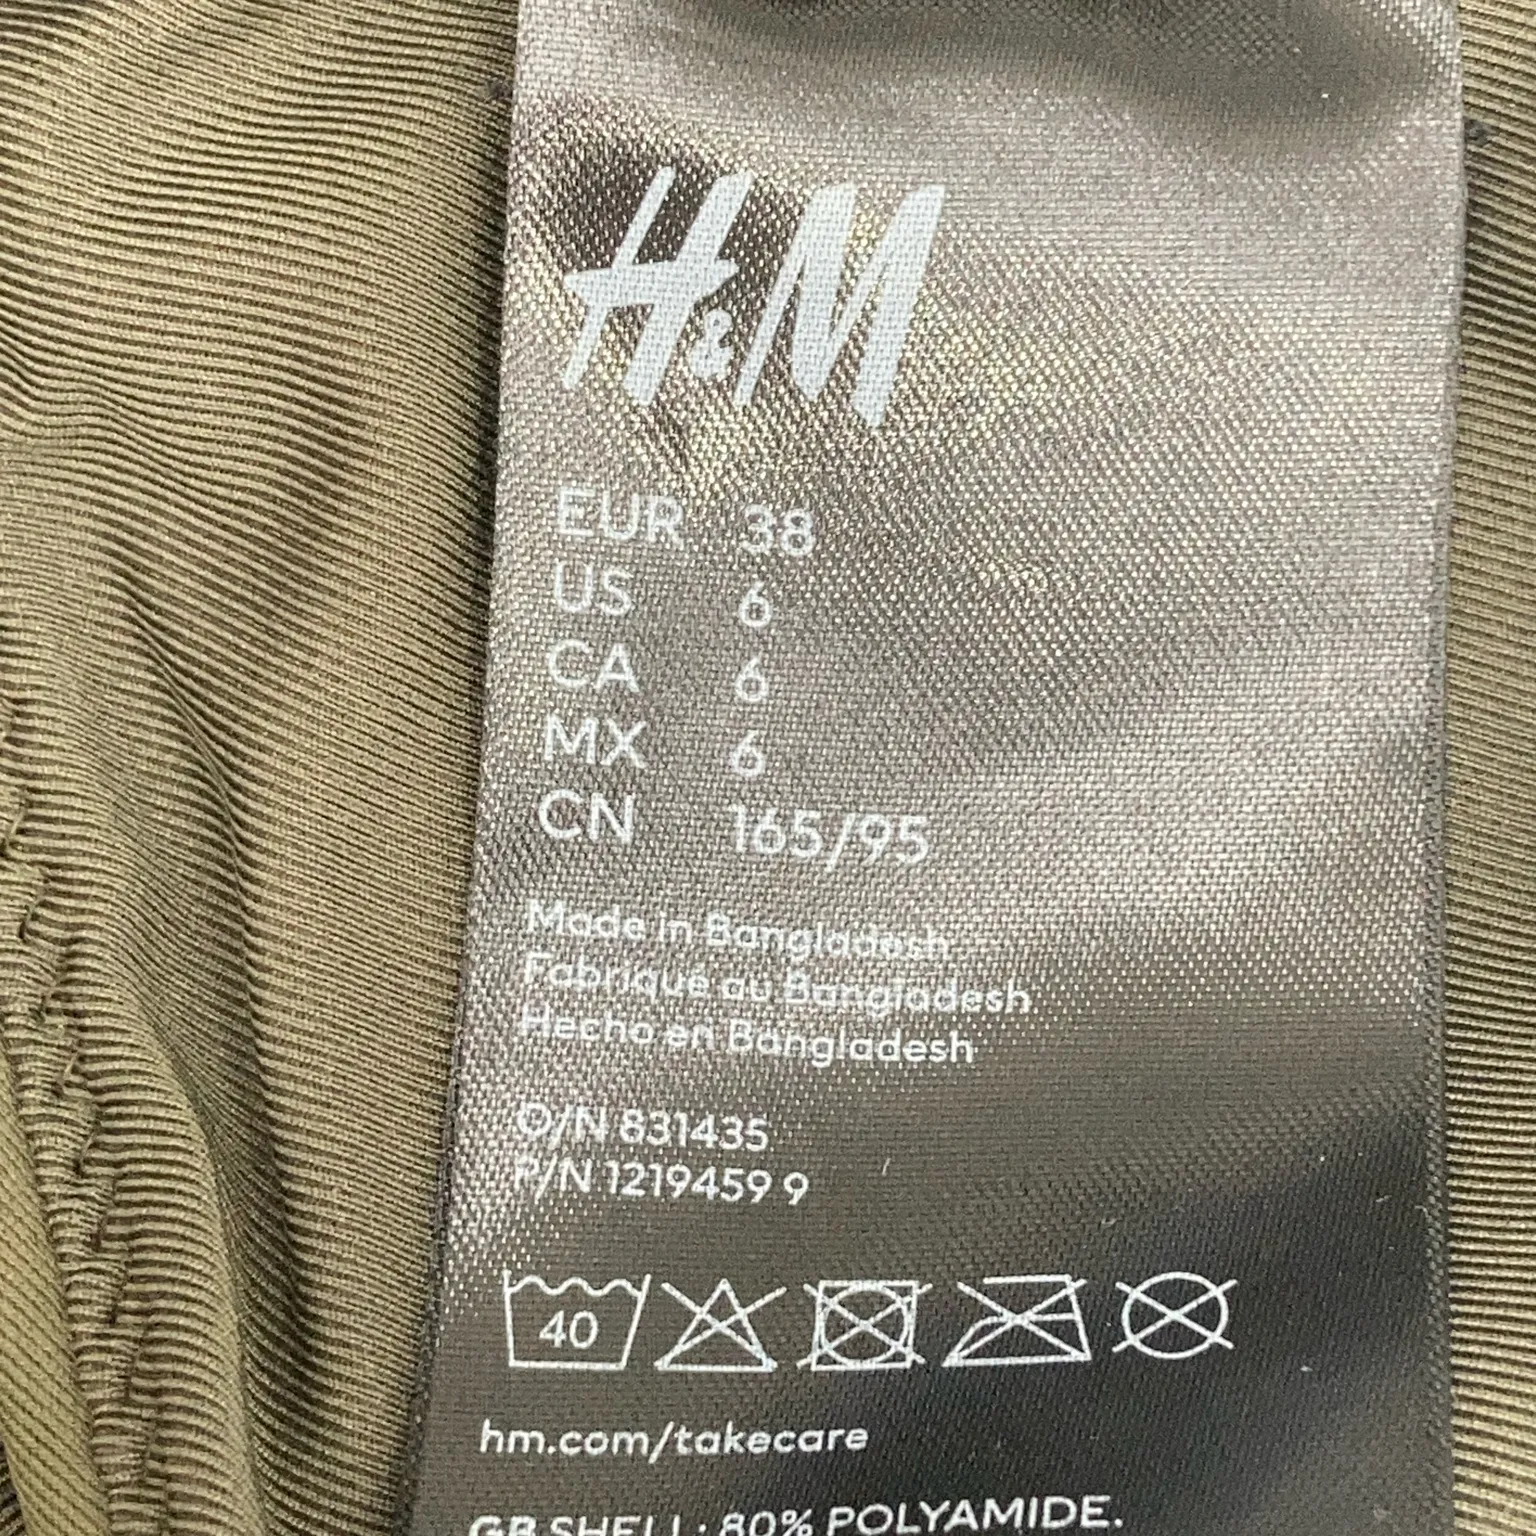 H&M
EUR 38
US 6
CA 6
MX 6
CN 165/95
Made in Bangladesh
Fabriqué au Bangladesh
Hecho en Bangladesh
O/N 831435
P/N 1219459 9
40
hm.com/takecare
GB SHELL: 80% POLYAMIDE.